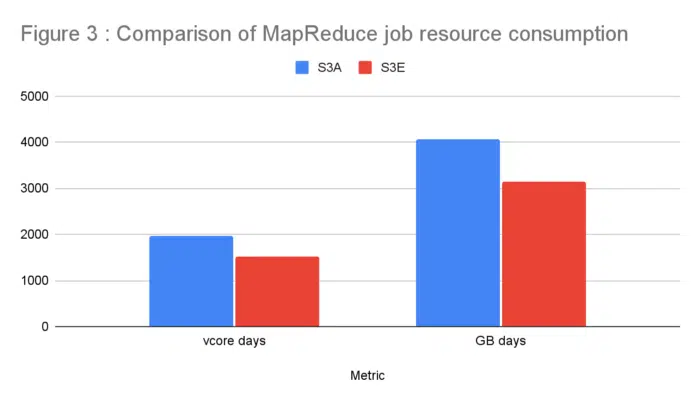 Figure 3 : Comparison of MapReduce job resource consumption
S3A S3E
5000
4000
3000
2000
1000
0
vcore days GB days
Metric